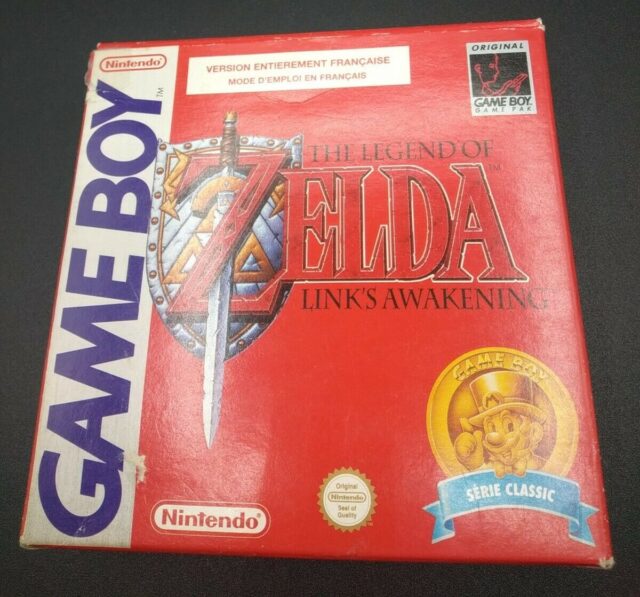 Nintendo
GAME BOY
TM
VERSION ENTIEREMENT FRANÇAISE
MODE D'EMPLOI EN FRANÇAIS
ORIGINAL
GAME BOY
GAME PAK
THE LEGEND OF
ZELDA
TM
LINK'S AWAKENING
GAME BOY
SÉRIE CLASSIC
Original
Nintendo
Seal of
Quality
Nintendo